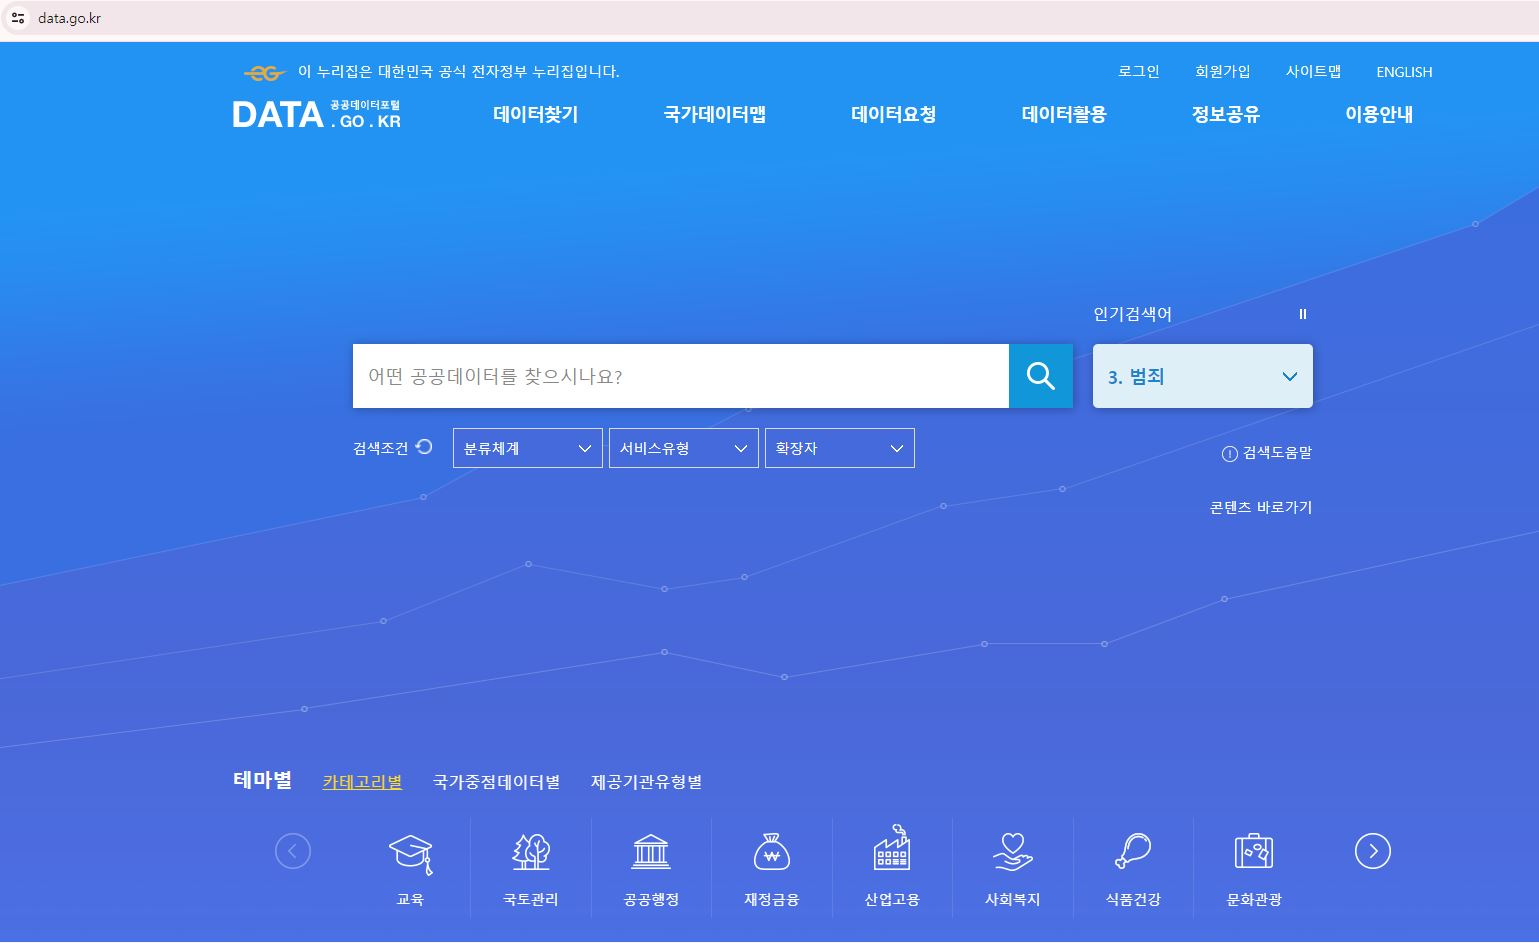 data.go.kr
이 누리집은 대한민국 공식 전자정부 누리집입니다.
로그인 회원가입 사이트맵 ENGLISH
DATA 공공데이터포털 . GO . KR
데이터찾기 국가데이터맵 데이터요청 데이터활용 정보공유 이용안내
인기검색어
어떤 공공데이터를 찾으시나요?
3. 범죄
검색조건 분류체계 서비스유형 확장자
검색도움말
콘텐츠 바로가기
테마별 카테고리별 국가중점데이터별 제공기관유형별
교육 국토관리 공공행정 재정금융 산업고용 사회복지 식품건강 문화관광